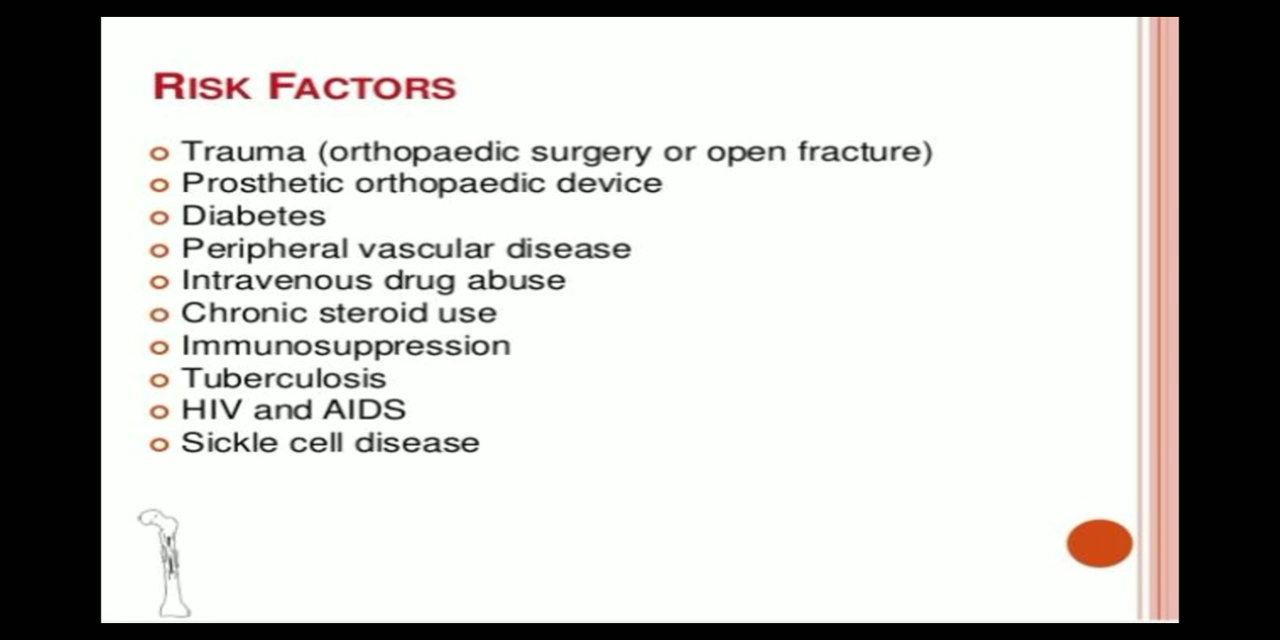 RISK FACTORS
Trauma (orthopaedic surgery or open fracture)
Prosthetic orthopaedic device
Diabetes
Peripheral vascular disease
Intravenous drug abuse
Chronic steroid use
Immunosuppression
Tuberculosis
HIV and AIDS
Sickle cell disease